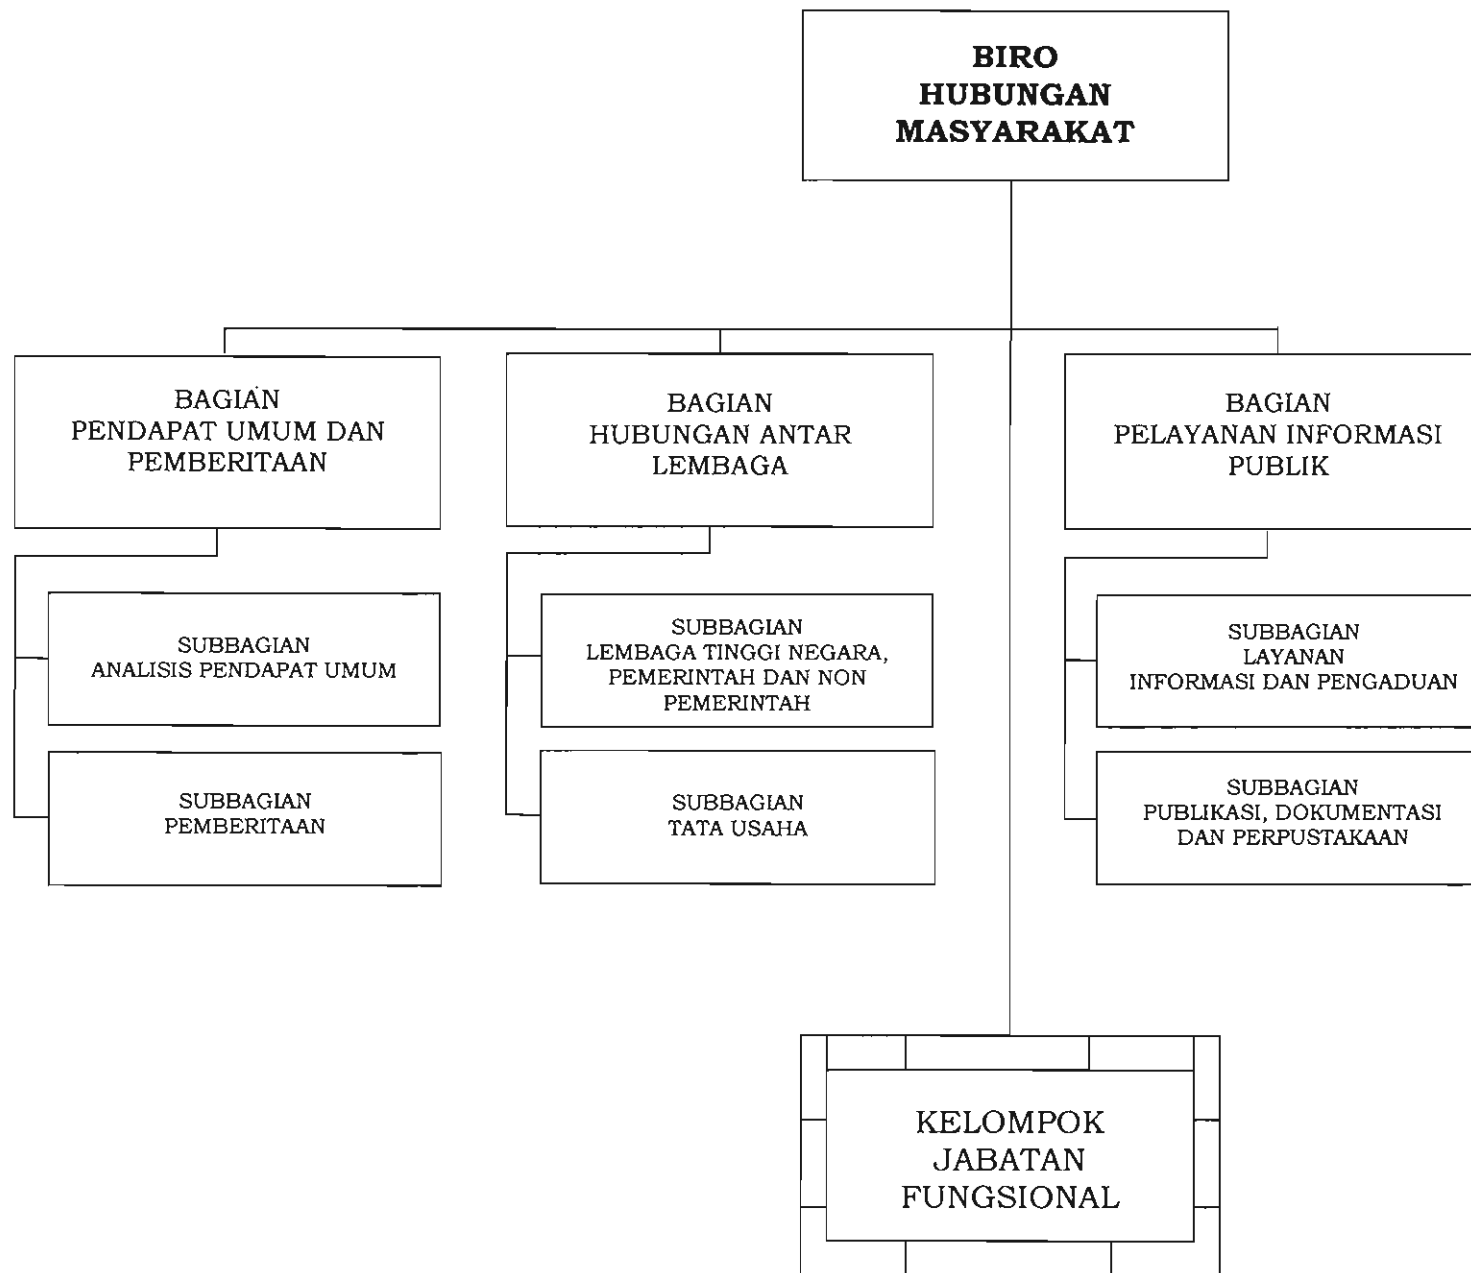 BIRO
HUBUNGAN
MASYARAKAT
BAGIAN
PENDAPAT UMUM DAN
PEMBERITAAN
SUBBAGIAN
ANALISIS PENDAPAT UMUM
SUBBAGIAN
PEMBERITAAN
BAGIAN
HUBUNGAN ANTAR
LEMBAGA
SUBBAGIAN
LEMBAGA TINGGI NEGARA,
PEMERINTAH DAN NON
PEMERINTAH
SUBBAGIAN
TATA USAHA
BAGIAN
PELAYANAN INFORMASI
PUBLIK
SUBBAGIAN
LAYANAN
INFORMASI DAN PENGADUAN
SUBBAGIAN
PUBLIKASI, DOKUMENTASI
DAN PERPUSTAKAAN
KELOMPOK
JABATAN
FUNGSIONAL